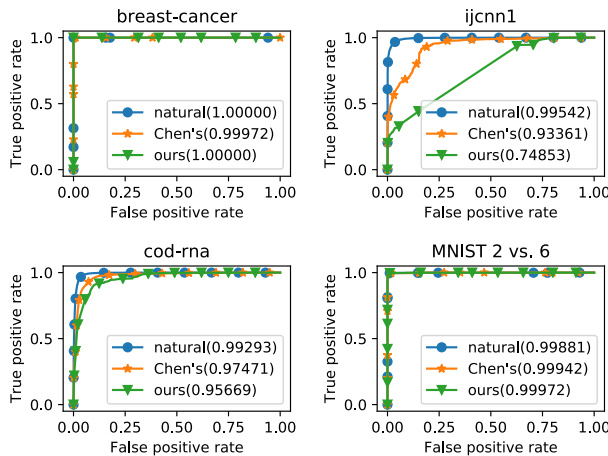 breast-cancer
True positive rate
1.0
0.5
0.0
natural(1.00000)
Chen's(0.99972)
ours(1.00000)
0.00 0.25 0.50 0.75 1.00
False positive rate
ijcnn1
True positive rate
1.0
0.5
0.0
natural(0.99542)
Chen's(0.93361)
ours(0.74853)
0.00 0.25 0.50 0.75 1.00
False positive rate
cod-rna
True positive rate
1.0
0.5
0.0
natural(0.99293)
Chen's(0.97471)
ours(0.95669)
0.00 0.25 0.50 0.75 1.00
False positive rate
MNIST 2 vs. 6
True positive rate
1.0
0.5
0.0
natural(0.99881)
Chen's(0.99942)
ours(0.99972)
0.00 0.25 0.50 0.75 1.00
False positive rate